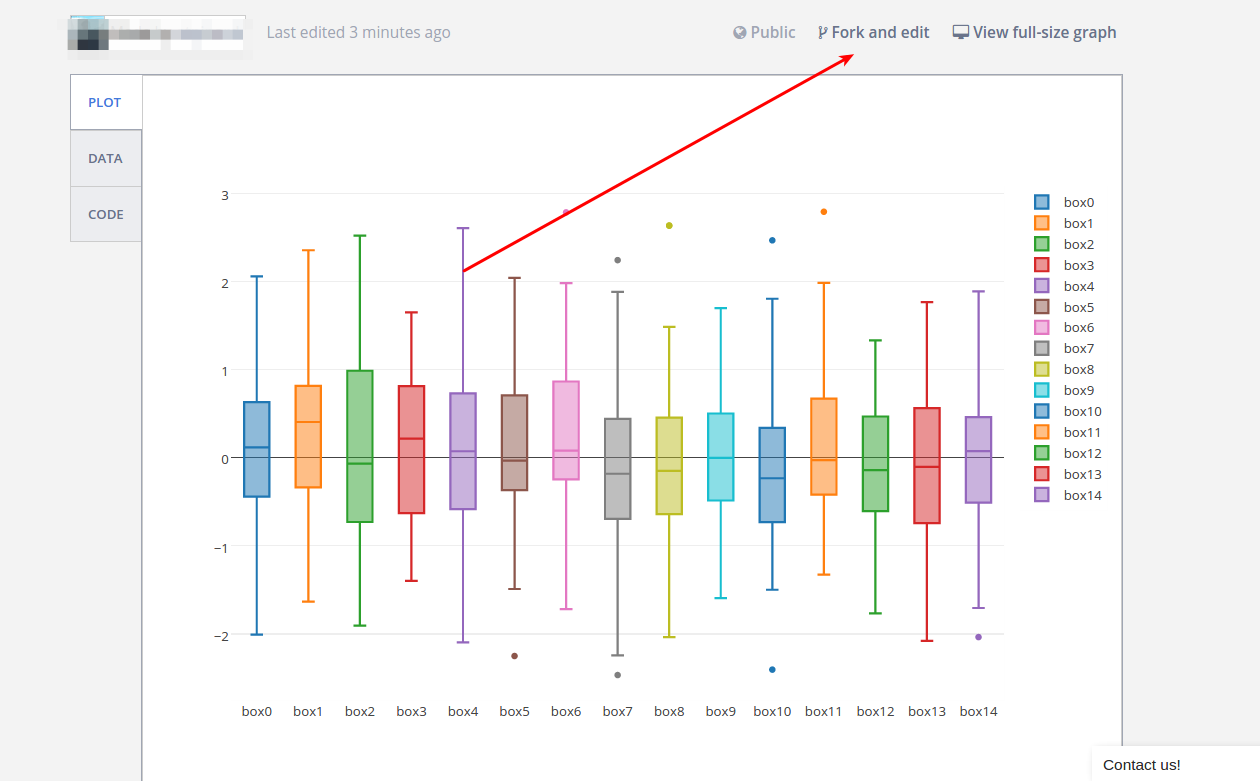 Last edited 3 minutes ago
Public
Fork and edit
View full-size graph
PLOT
DATA
CODE
3
2
1
0
−1
−2
box0
box1
box2
box3
box4
box5
box6
box7
box8
box9
box10
box11
box12
box13
box14
box0 box1 box2 box3 box4 box5 box6 box7 box8 box9 box10 box11 box12 box13 box14
Contact us!